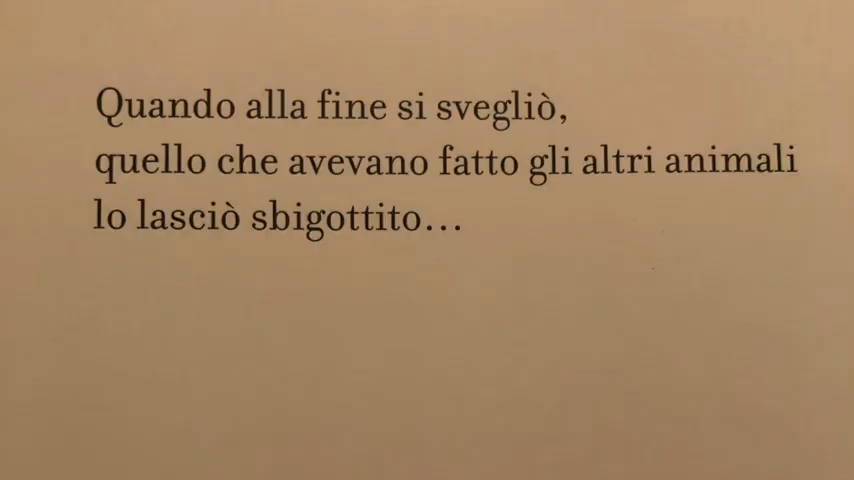 Quando alla fine si svegliò,
quello che avevano fatto gli altri animali
lo lasciò sbigottito...